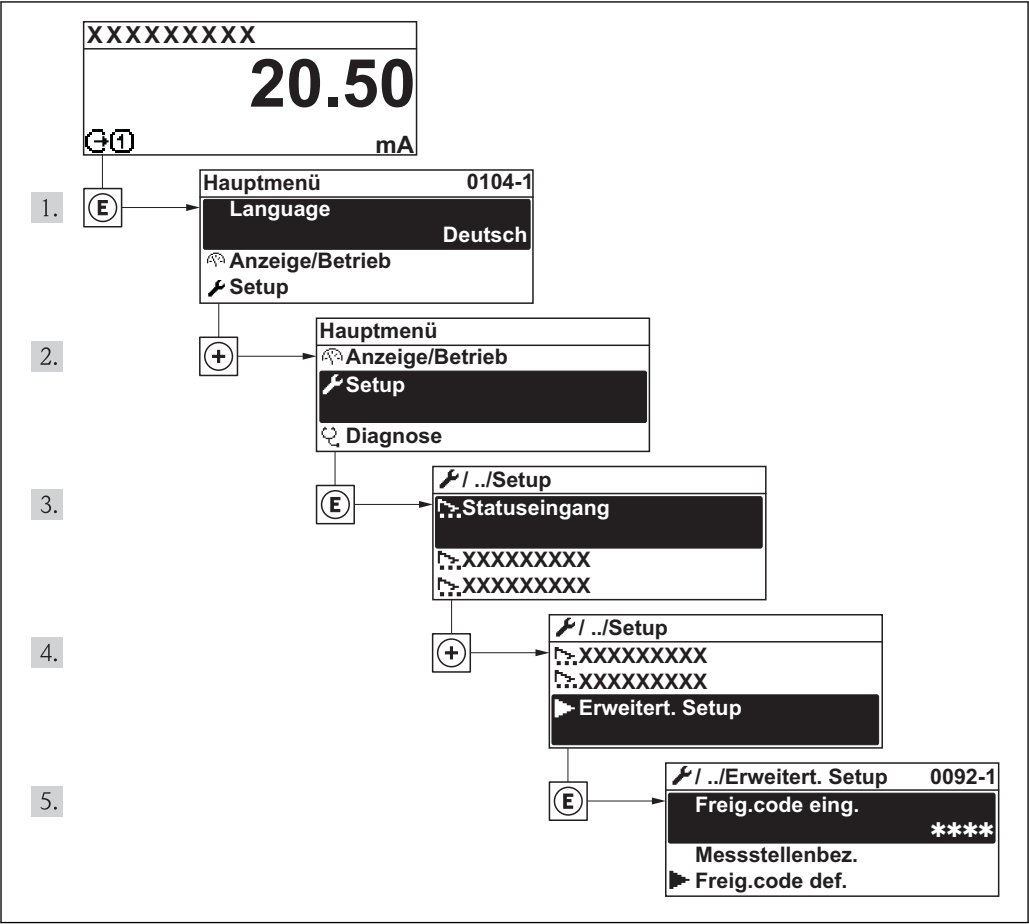 XXXXXXXXX
20.50
mA
1.
E
Hauptmenü 0104-1
Language
Deutsch
Anzeige/Betrieb
Setup
2.
+
Hauptmenü
Anzeige/Betrieb
Setup
Diagnose
3.
E
/ ../Setup
Statuseingang
XXXXXXXXX
XXXXXXXXX
4.
+
/ ../Setup
XXXXXXXXX
XXXXXXXXX
Erweitert. Setup
5.
E
/ ../Erweitert. Setup 0092-1
Freig.code eing.
****
Messstellenbez.
Freig.code def.